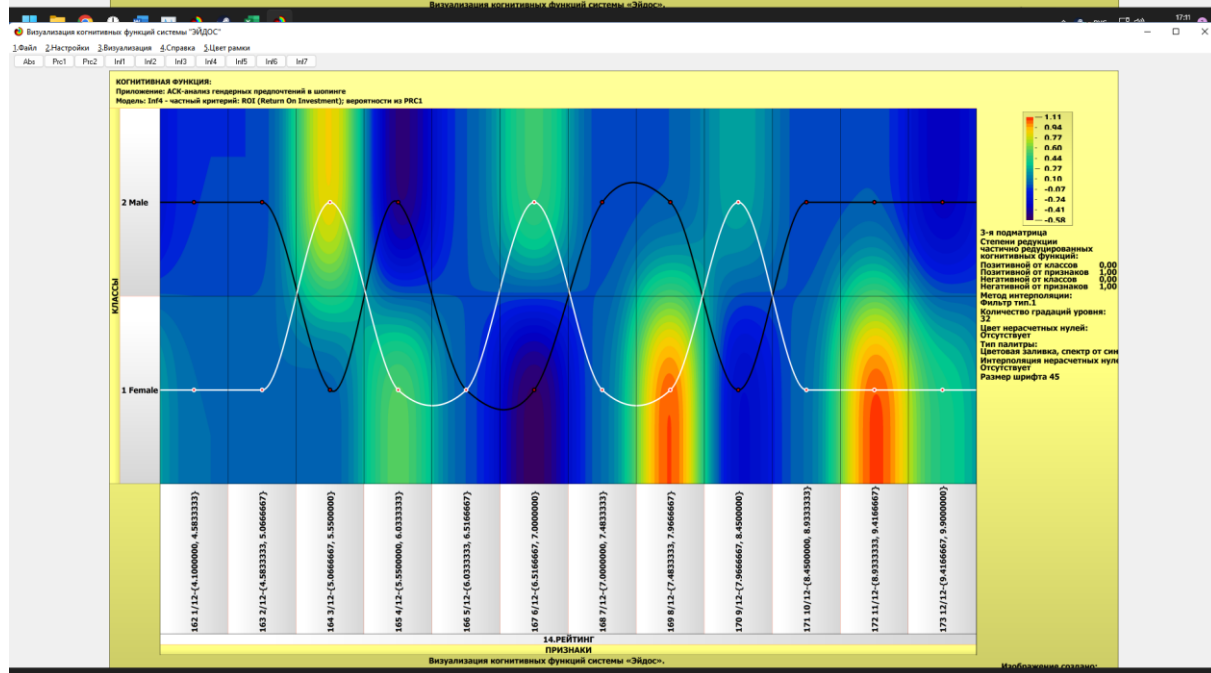 Визуализация когнитивных функций системы «Эйдос».
17:11
Визуализация когнитивных функций системы "ЭЙДОС"
1.Файл 2.Настройки 3.Визуализация 4.Справка 5.Цвет рамки
Abs Prc1 Prc2 Inf1 Inf2 Inf3 Inf4 Inf5 Inf6 Inf7
КОГНИТИВНАЯ ФУНКЦИЯ:
Приложение: АСК-анализ гендерных предпочтений в шопинге
Модель: Inf4 - частный критерий: ROI (Return On Investment); вероятности из PRC1
1.11
0.94
0.77
0.60
0.44
0.27
0.10
-0.07
-0.24
-0.41
-0.58
2 Male
1 Female
КЛАССЫ
3-я подматрица
Степени редукции
частично редуцированных
когнитивных функций:
Позитивной от классов 0,00
Позитивной от признаков 1,00
Негативной от классов 0,00
Негативной от признаков 1,00
Метод интерполяции:
Фильтр тип.1
Количество градаций уровня:
32
Цвет нерасчетных нулей:
Отсутствует
Тип палитры:
Цветовая заливка, спектр от син
Интерполяция нерасчетных нуле
Отсутствует
Размер шрифта 45
162 1/12-{4.1000000, 4.5833333}
163 2/12-{4.5833333, 5.0666667}
164 3/12-{5.0666667, 5.5500000}
165 4/12-{5.5500000, 6.0333333}
166 5/12-{6.0333333, 6.5166667}
167 6/12-{6.5166667, 7.0000000}
168 7/12-{7.0000000, 7.4833333}
169 8/12-{7.4833333, 7.9666667}
170 9/12-{7.9666667, 8.4500000}
171 10/12-{8.4500000, 8.9333333}
172 11/12-{8.9333333, 9.4166667}
173 12/12-{9.4166667, 9.9000000}
14.РЕЙТИНГ
ПРИЗНАКИ
Визуализация когнитивных функций системы «Эйдос».
Изображение создано: